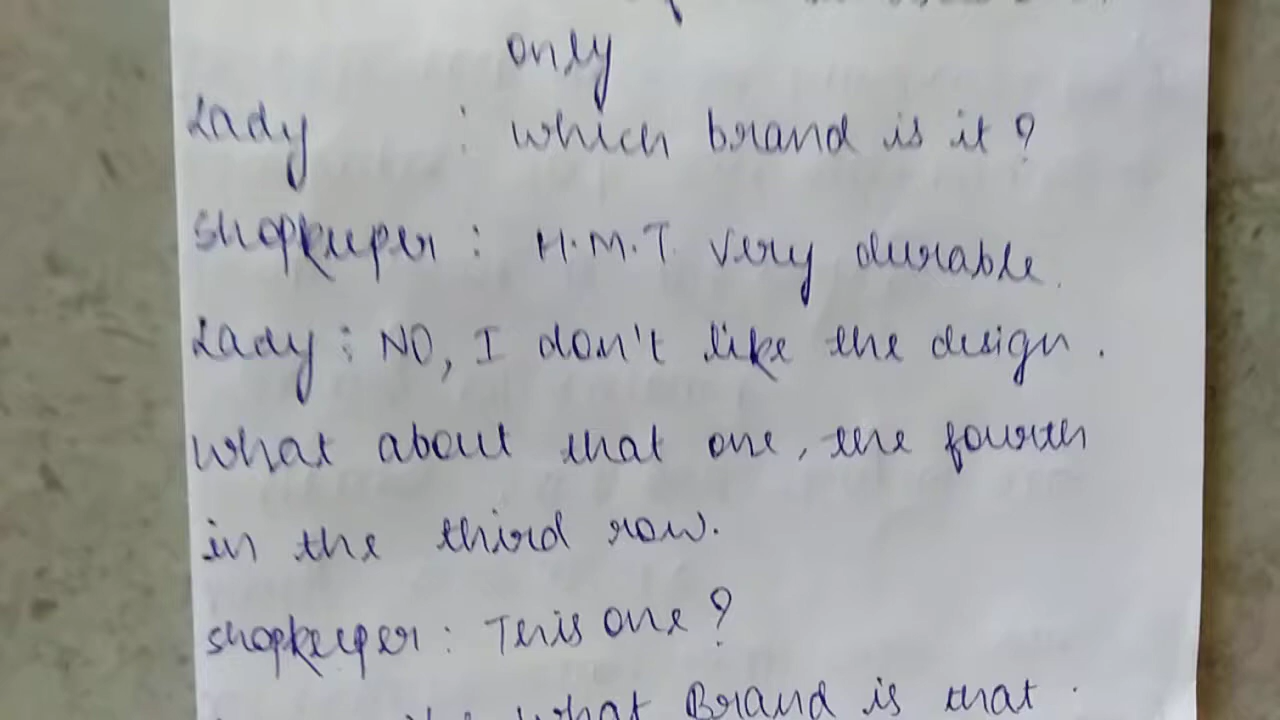 only
Lady : which brand is it ?
Shopkeeper : H.M.T. Very durable.
Lady : NO, I don't like the design .
What about that one, the fourth
in the third row.
shopkeeper : This one ?
what Brand is that .